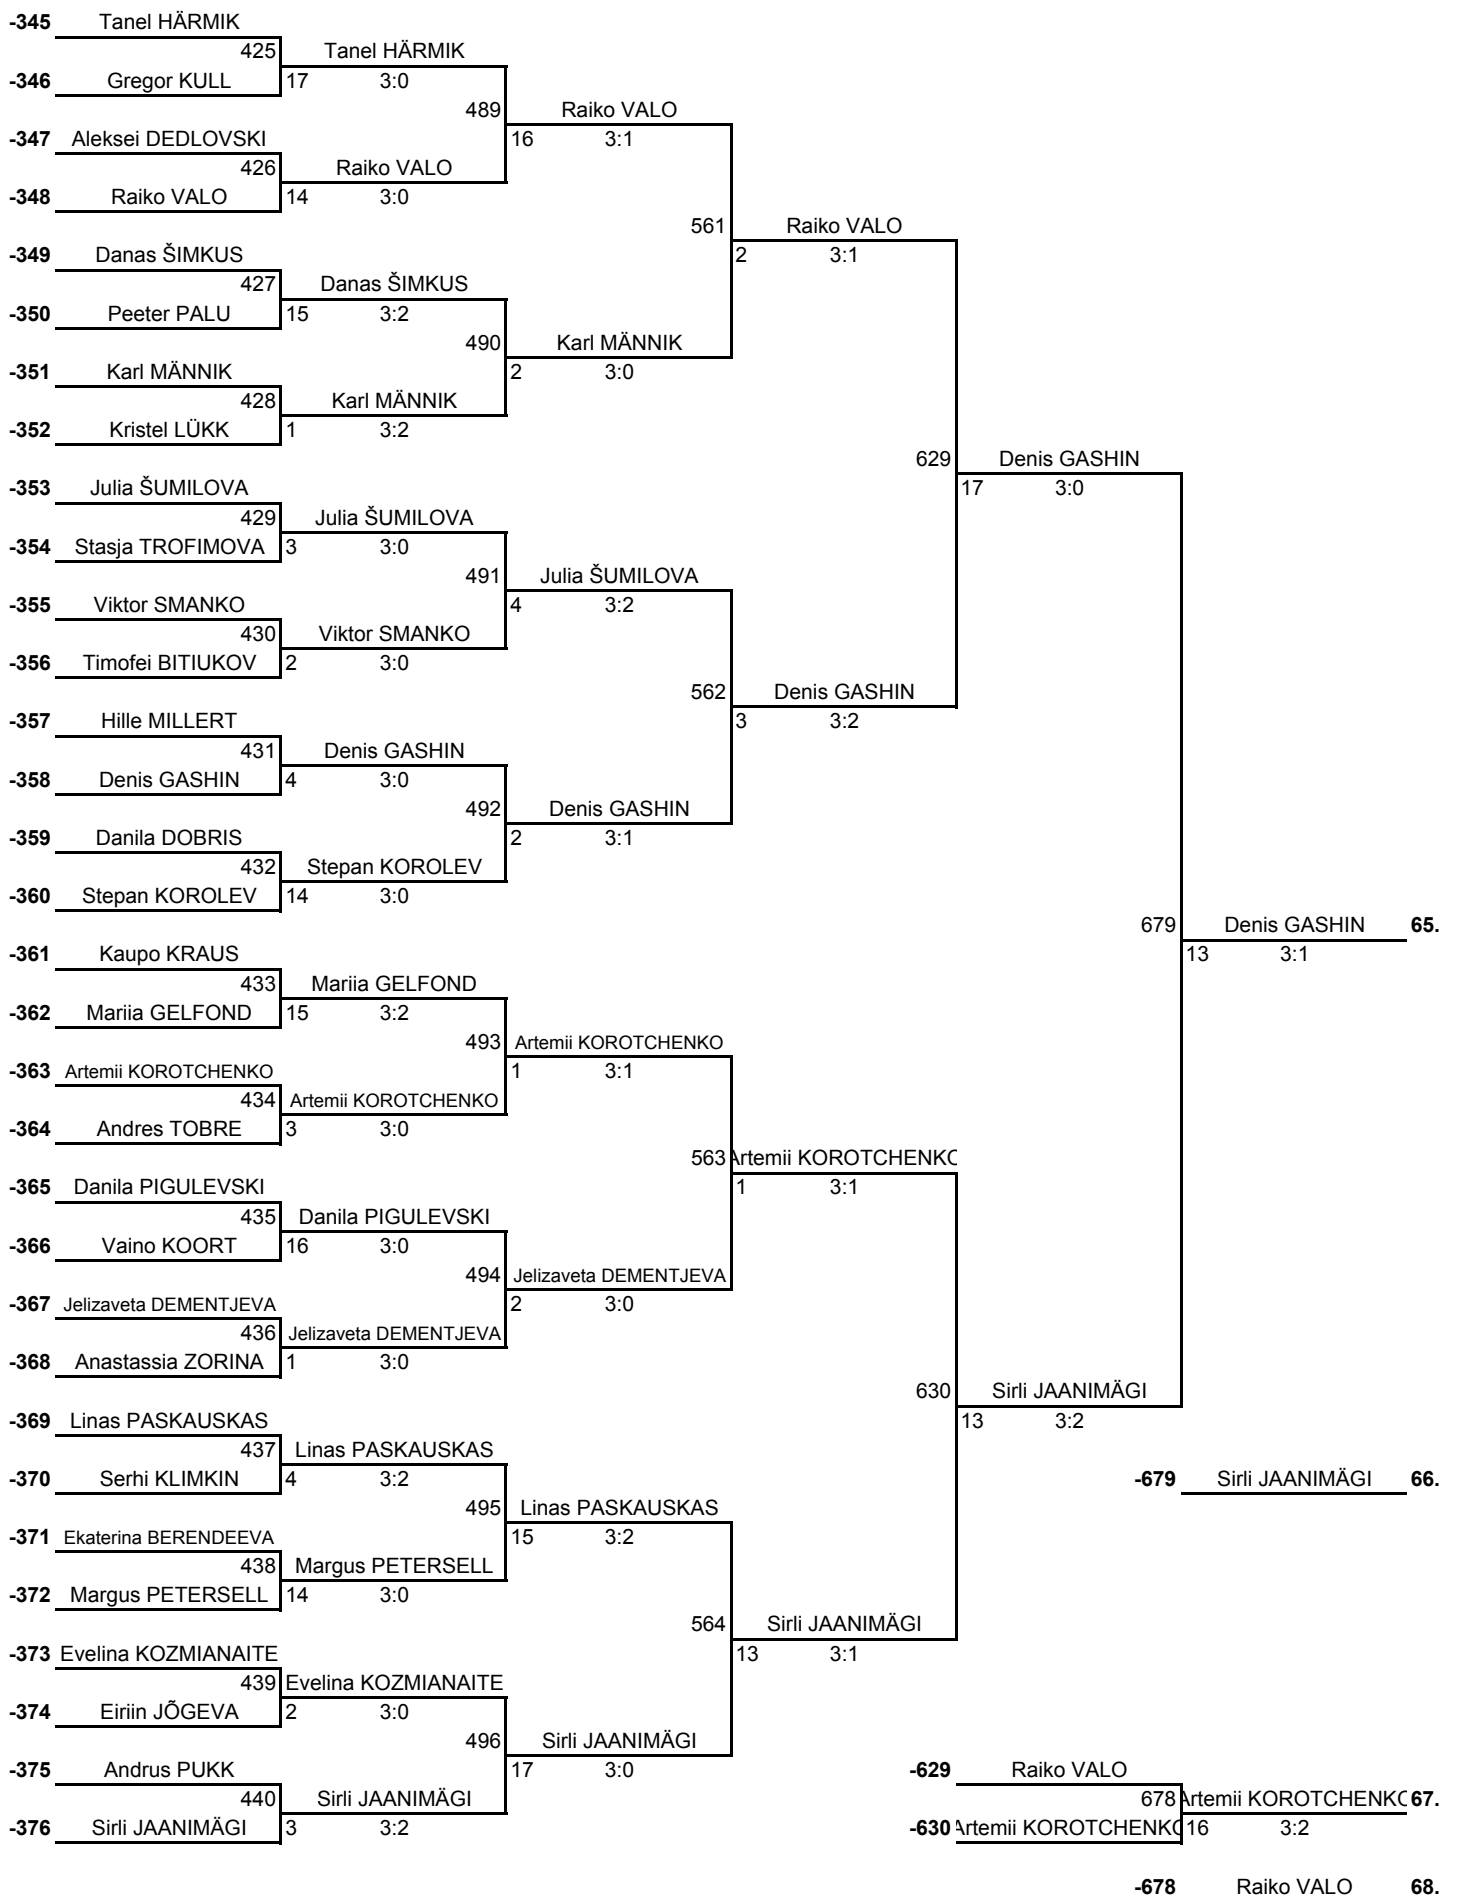 -345 Tanel HÄRMIK
425 Tanel HÄRMIK
-346 Gregor KULL 17 3:0
489 Raiko VALO
-347 Aleksei DEDLOVSKI 16 3:1
426 Raiko VALO
-348 Raiko VALO 14 3:0
561 Raiko VALO
-349 Danas ŠIMKUS 2 3:1
427 Danas ŠIMKUS
-350 Peeter PALU 15 3:2
490 Karl MÄNNIK
-351 Karl MÄNNIK 2 3:0
428 Karl MÄNNIK
-352 Kristel LÜKK 1 3:2
629 Denis GASHIN
-353 Julia ŠUMILOVA 17 3:0
429 Julia ŠUMILOVA
-354 Stasja TROFIMOVA 3 3:0
491 Julia ŠUMILOVA
-355 Viktor SMANKO 4 3:2
430 Viktor SMANKO
-356 Timofei BITIUKOV 2 3:0
562 Denis GASHIN
-357 Hille MILLERT 3 3:2
431 Denis GASHIN
-358 Denis GASHIN 4 3:0
492 Denis GASHIN
-359 Danila DOBRIS 2 3:1
432 Stepan KOROLEV
-360 Stepan KOROLEV 14 3:0
679 Denis GASHIN 65.
-361 Kaupo KRAUS 13 3:1
433 Mariia GELFOND
-362 Mariia GELFOND 15 3:2
493 Artemii KOROTCHENKO
-363 Artemii KOROTCHENKO 1 3:1
434 Artemii KOROTCHENKO
-364 Andres TOBRE 3 3:0
563 Artemii KOROTCHENKO
-365 Danila PIGULEVSKI 1 3:1
435 Danila PIGULEVSKI
-366 Vaino KOORT 16 3:0
494 Jelizaveta DEMENTJEVA
-367 Jelizaveta DEMENTJEVA 2 3:0
436 Jelizaveta DEMENTJEVA
-368 Anastassia ZORINA 1 3:0
630 Sirli JAANIMÄGI
-369 Linas PASKAUSKAS 13 3:2
437 Linas PASKAUSKAS
-370 Serhi KLIMKIN 4 3:2 -679 Sirli JAANIMÄGI 66.
495 Linas PASKAUSKAS
-371 Ekaterina BERENDEEVA 15 3:2
438 Margus PETERSELL
-372 Margus PETERSELL 14 3:0
564 Sirli JAANIMÄGI
-373 Evelina KOZMIANAITE 13 3:1
439 Evelina KOZMIANAITE
-374 Eiriin JÕGEVA 2 3:0
496 Sirli JAANIMÄGI
-375 Andrus PUKK 17 3:0 -629 Raiko VALO
440 Sirli JAANIMÄGI 678 Artemii KOROTCHENKO 67.
-376 Sirli JAANIMÄGI 3 3:2 -630 Artemii KOROTCHENKO 16 3:2
-678 Raiko VALO 68.